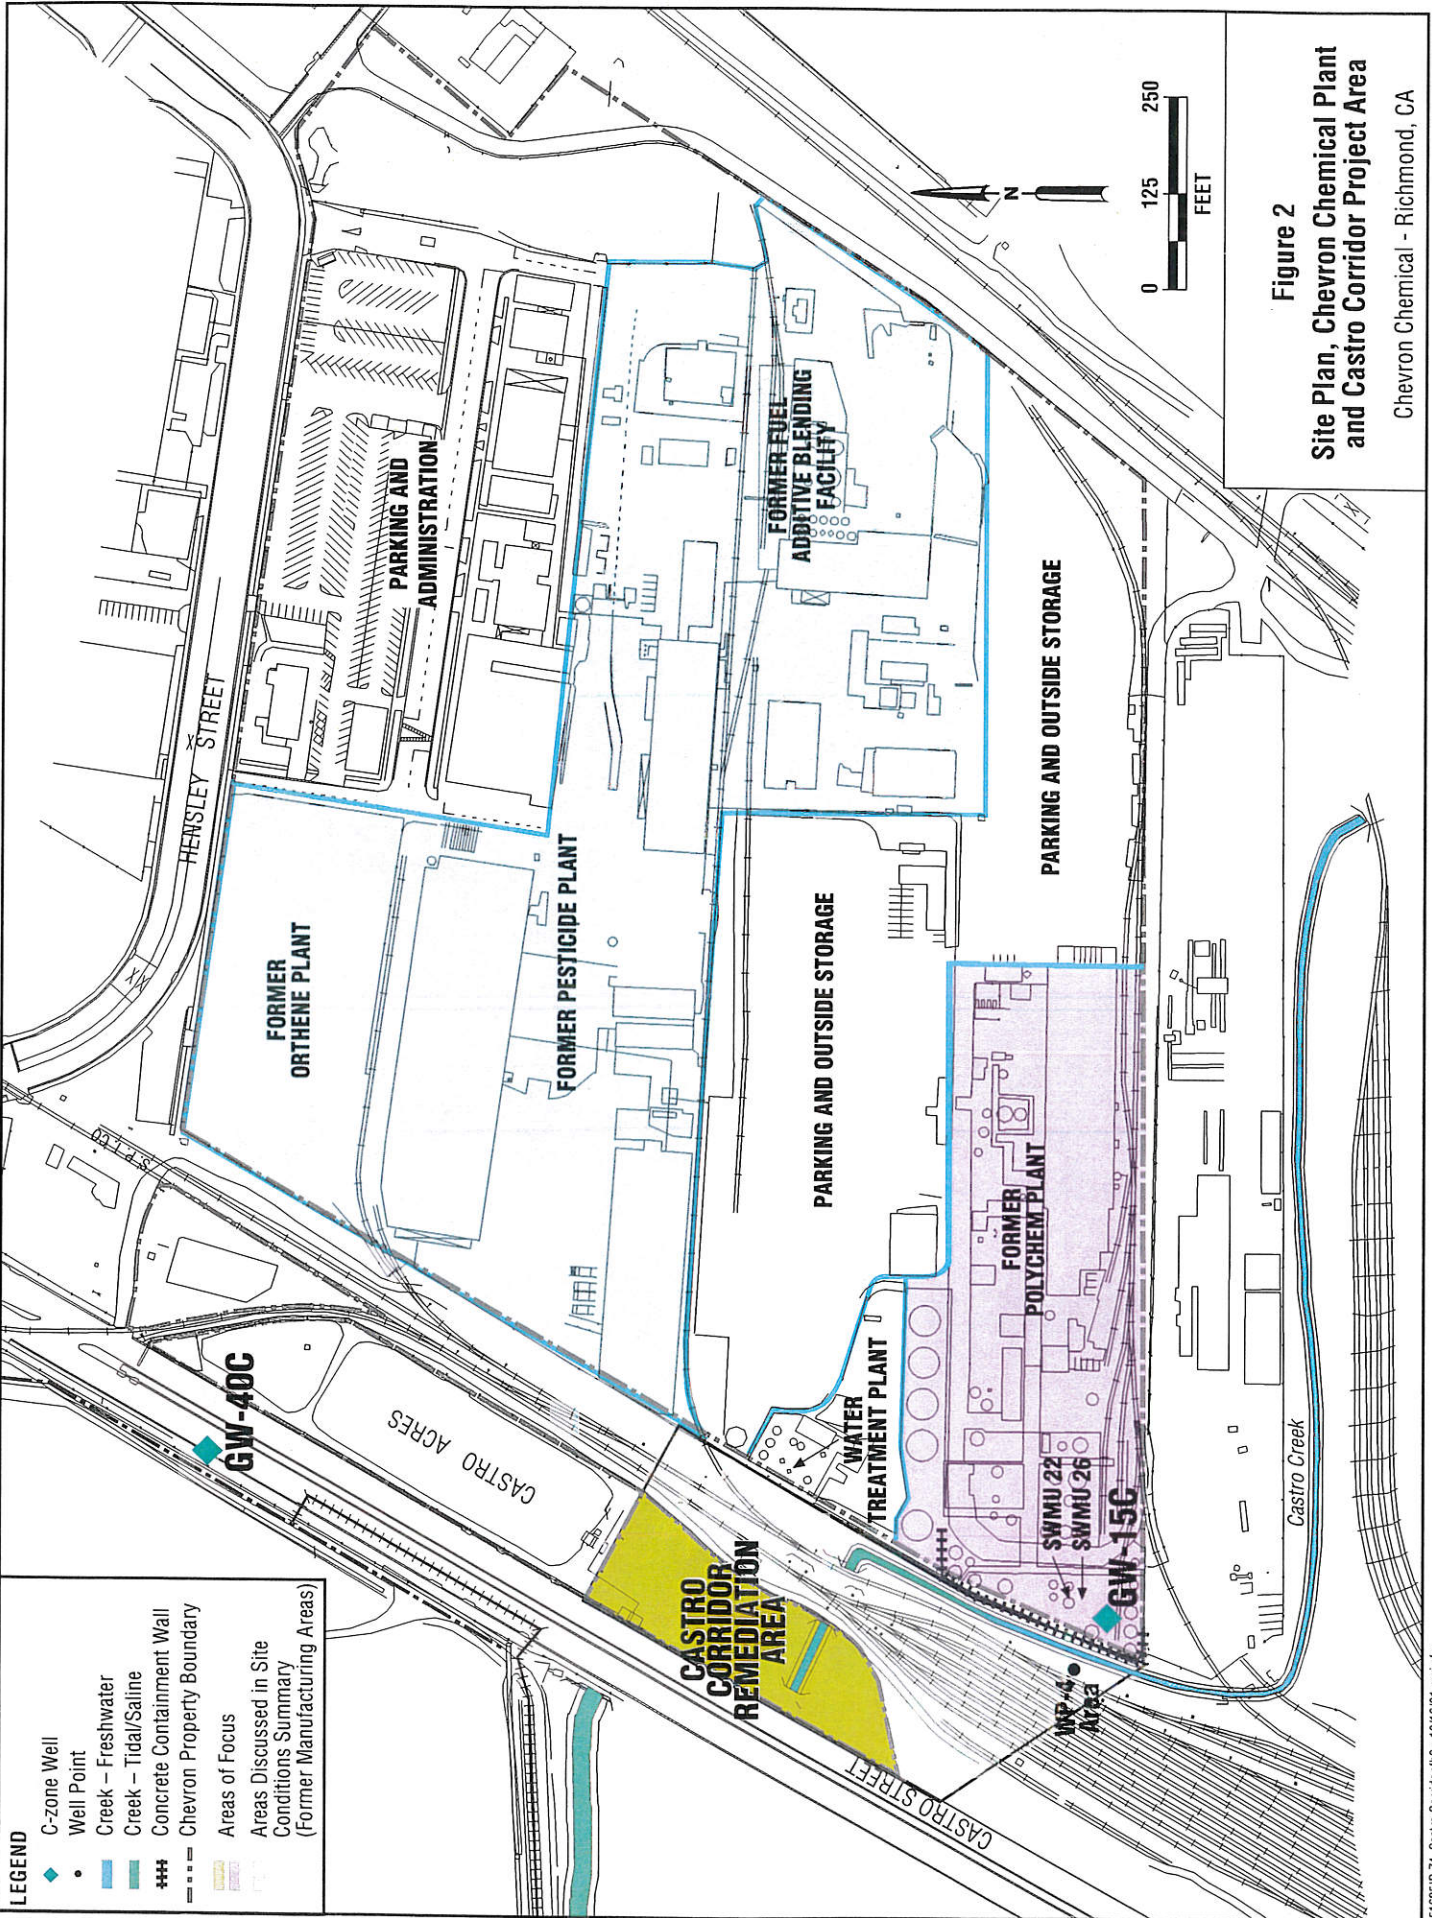 LEGEND
C-zone Well
Well Point
Creek – Freshwater
Creek – Tidal/Saline
Concrete Containment Wall
Chevron Property Boundary
Areas of Focus
Areas Discussed in Site
Conditions Summary
(Former Manufacturing Areas)
HENSLEY STREET
S.P.T.CO
GW-40C
CASTRO ACRES
FORMER
ORTHENE PLANT
PARKING AND
ADMINISTRATION
FORMER PESTICIDE PLANT
FORMER FUEL
ADDITIVE BLENDING
FACILITY
CASTRO
CORRIDOR
REMEDIATION
AREA
CASTRO STREET
WATER
TREATMENT PLANT
PARKING AND OUTSIDE STORAGE
PARKING AND OUTSIDE STORAGE
FORMER
POLYCHEM PLANT
SWMU 22
SWMU 26
GW-15C
WP-4
Area
Castro Creek
N
0 125 250
FEET
Figure 2
Site Plan, Chevron Chemical Plant
and Castro Corridor Project Area
Chevron Chemical - Richmond, CA